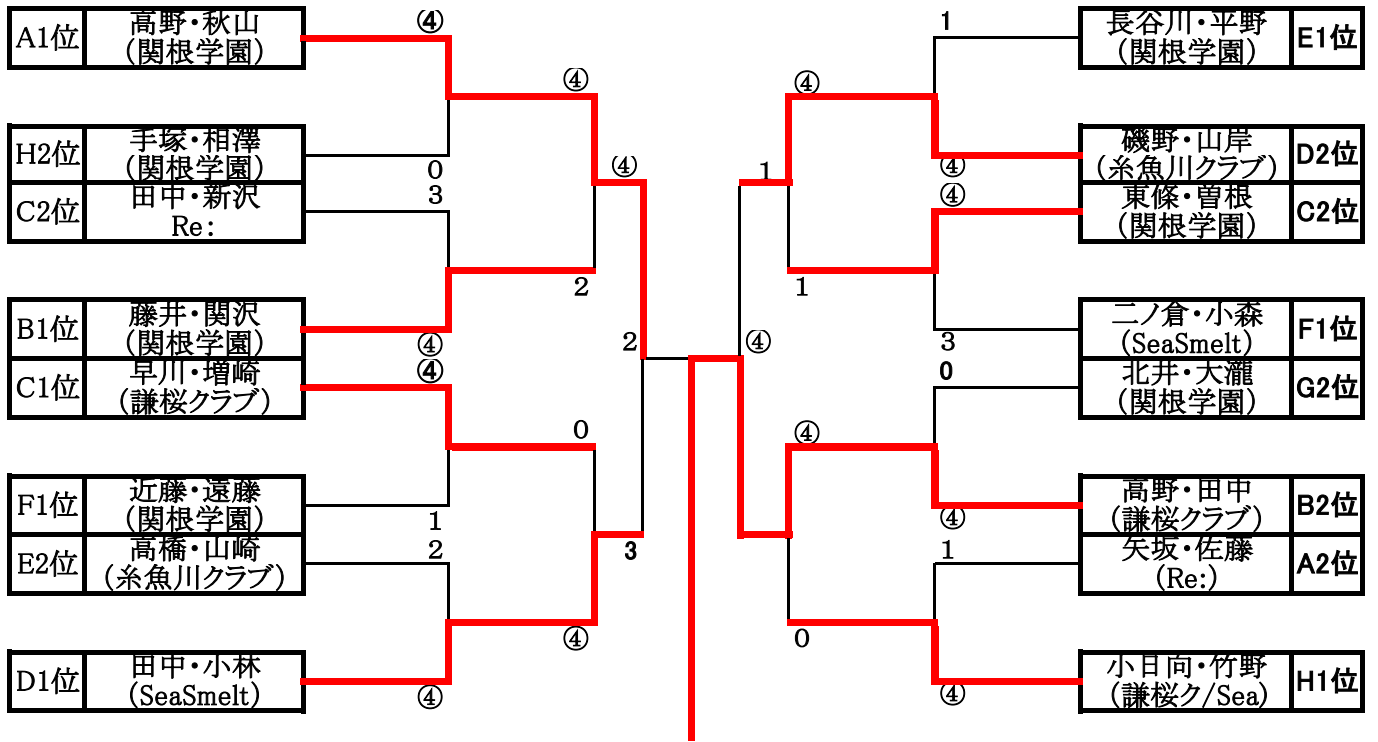 A1位
高野・秋山
(関根学園)
④
H2位
手塚・相澤
(関根学園)
0
C2位
田中・新沢
Re:
3
B1位
藤井・関沢
(関根学園)
④
C1位
早川・増崎
(謙桜クラブ)
④
F1位
近藤・遠藤
(関根学園)
1
E2位
高橋・山崎
(糸魚川クラブ)
2
D1位
田中・小林
(SeaSmelt)
④
④
2
0
④
④
3
2
④
1
④
1
④
0
1
長谷川・平野
(関根学園)
E1位
④
磯野・山岸
(糸魚川クラブ)
D2位
④
東條・曽根
(関根学園)
C2位
3
二ノ倉・小森
(SeaSmelt)
F1位
0
北井・大瀧
(関根学園)
G2位
④
高野・田中
(謙桜クラブ)
B2位
1
矢坂・佐藤
(Re:)
A2位
④
小日向・竹野
(謙桜ク/Sea)
H1位